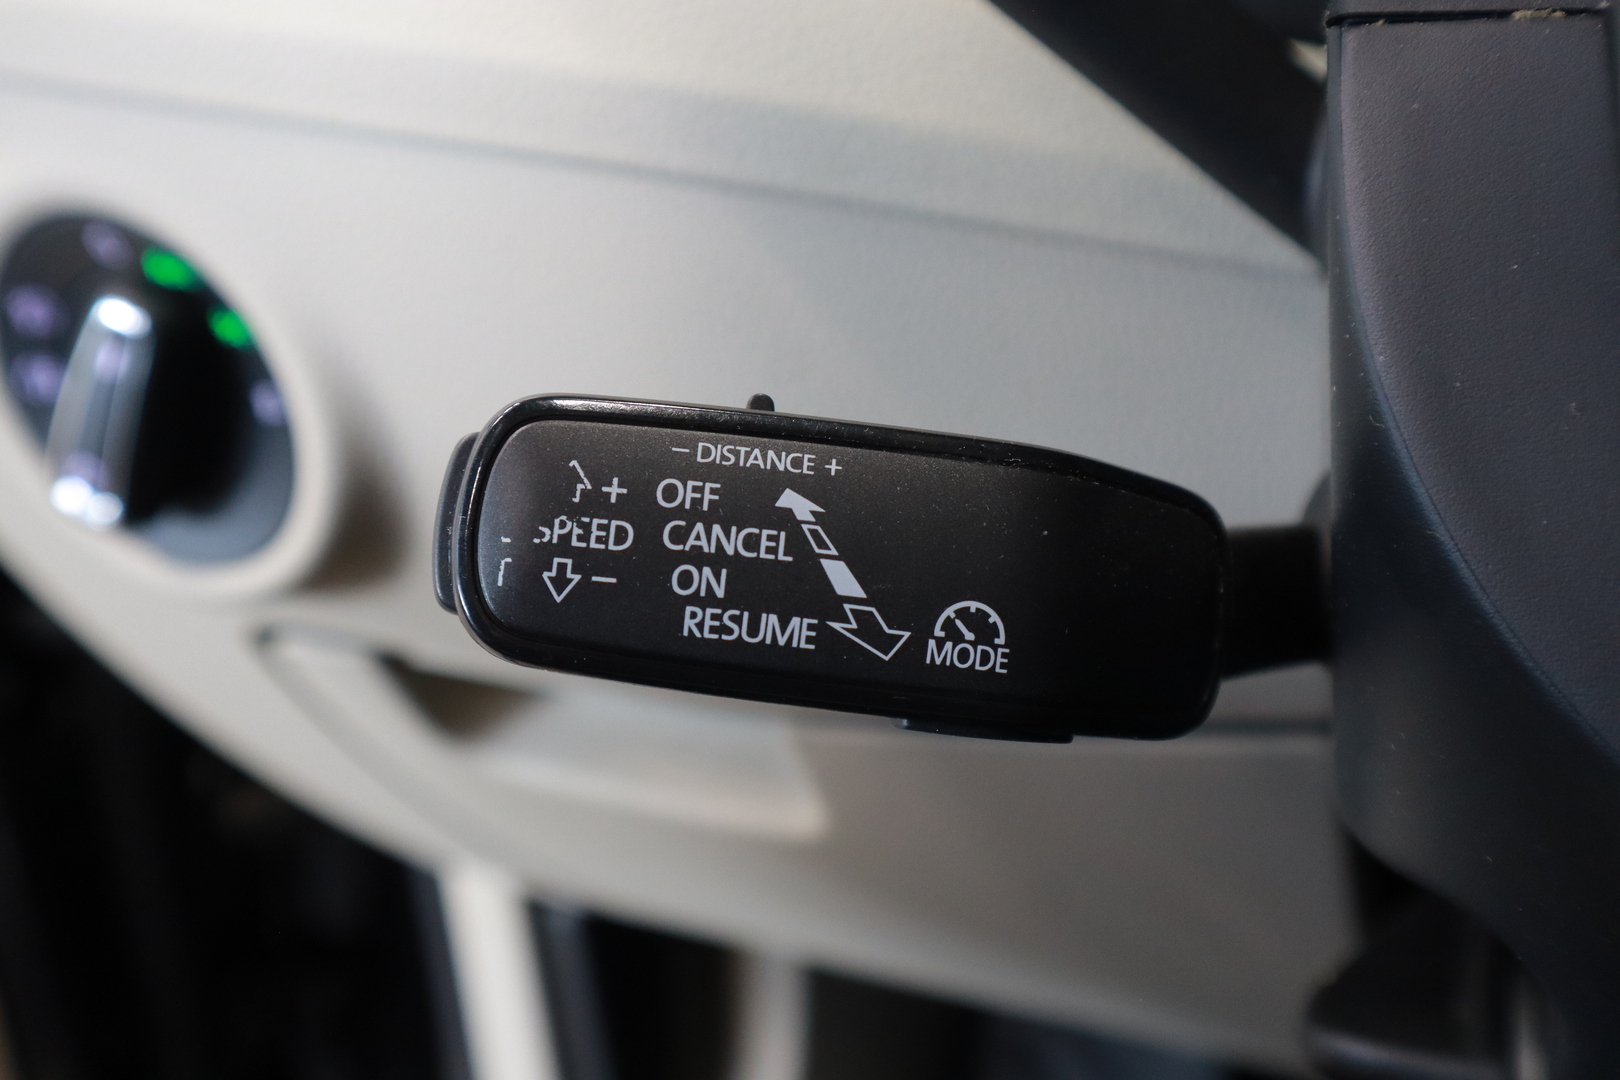 − DISTANCE +
+ OFF
SPEED CANCEL
− ON
RESUME
MODE